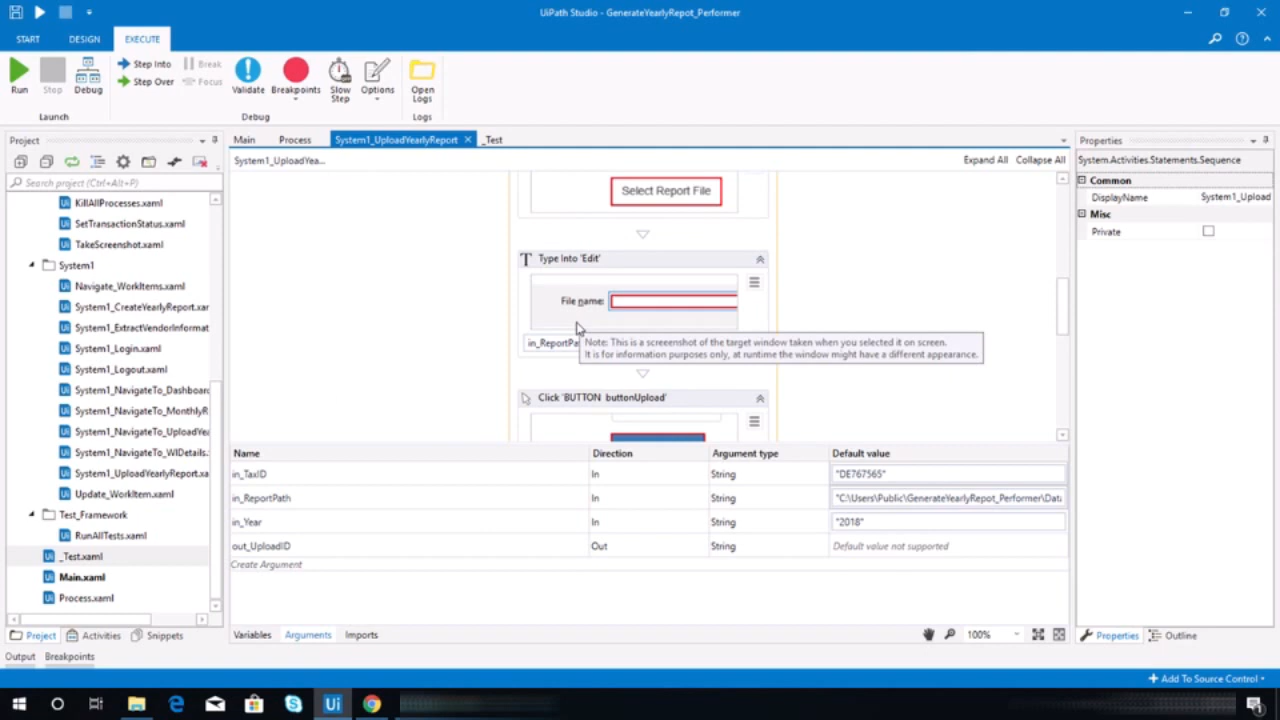 UiPath Studio - GenerateYearlyRepot_Performer
START DESIGN EXECUTE
Run Stop Debug Step Into Step Over Break Focus Validate Breakpoints Slow Step Options Open Logs
Launch Debug Logs
Project
Search project (Ctrl+Alt+P)
KillAllProcesses.xaml
SetTransactionStatus.xaml
TakeScreenshot.xaml
System1
Navigate_WorkItems.xaml
System1_CreateYearlyReport.xar
System1_ExtractVendorInformat
System1_Login.xaml
System1_Logout.xaml
System1_NavigateTo_Dashboard
System1_NavigateTo_MonthlyR
System1_NavigateTo_UploadYea
System1_NavigateTo_WIDetails.
System1_UploadYearlyReport.xa
Update_WorkItem.xaml
Test_Framework
RunAllTests.xaml
_Test.xaml
Main.xaml
Process.xaml
Project Activities Snippets
Output Breakpoints
Main Process System1_UploadYearlyReport _Test
System1_UploadYea... Expand All Collapse All
Select Report File
Type Into 'Edit'
File name:
in_ReportPa
Note: This is a screeenshot of the target window taken when you selected it on screen.
It is for information purposes only, at runtime the window might have a different appearance.
Click 'BUTTON buttonUpload'
Name Direction Argument type Default value
in_TaxID In String "DE767565"
in_ReportPath In String "C:\Users\Public\GenerateYearlyRepot_Performer\Data
in_Year In String "2018"
out_UploadID Out String Default value not supported
Create Argument
Variables Arguments Imports 100%
Properties
System.Activities.Statements.Sequence
Common
DisplayName System1_Upload
Misc
Private
Properties Outline
Add To Source Control
Ui
1